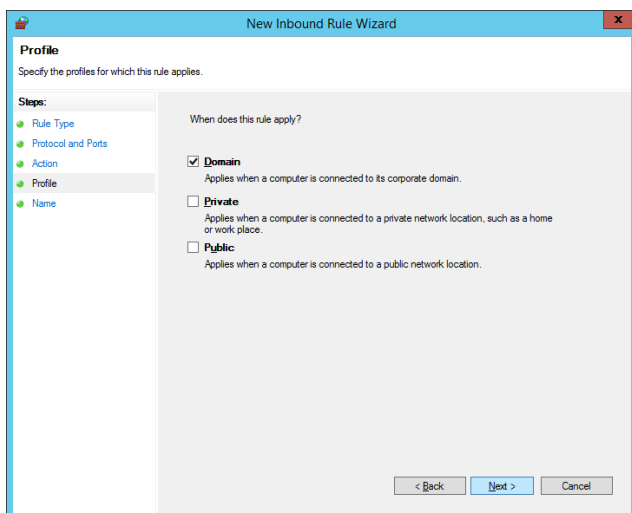 New Inbound Rule Wizard
x
Profile
Specify the profiles for which this rule applies.
Steps:
Rule Type
Protocol and Ports
Action
Profile
Name
When does this rule apply?
Domain
Applies when a computer is connected to its corporate domain.
Private
Applies when a computer is connected to a private network location, such as a home
or work place.
Public
Applies when a computer is connected to a public network location.
< Back
Next >
Cancel